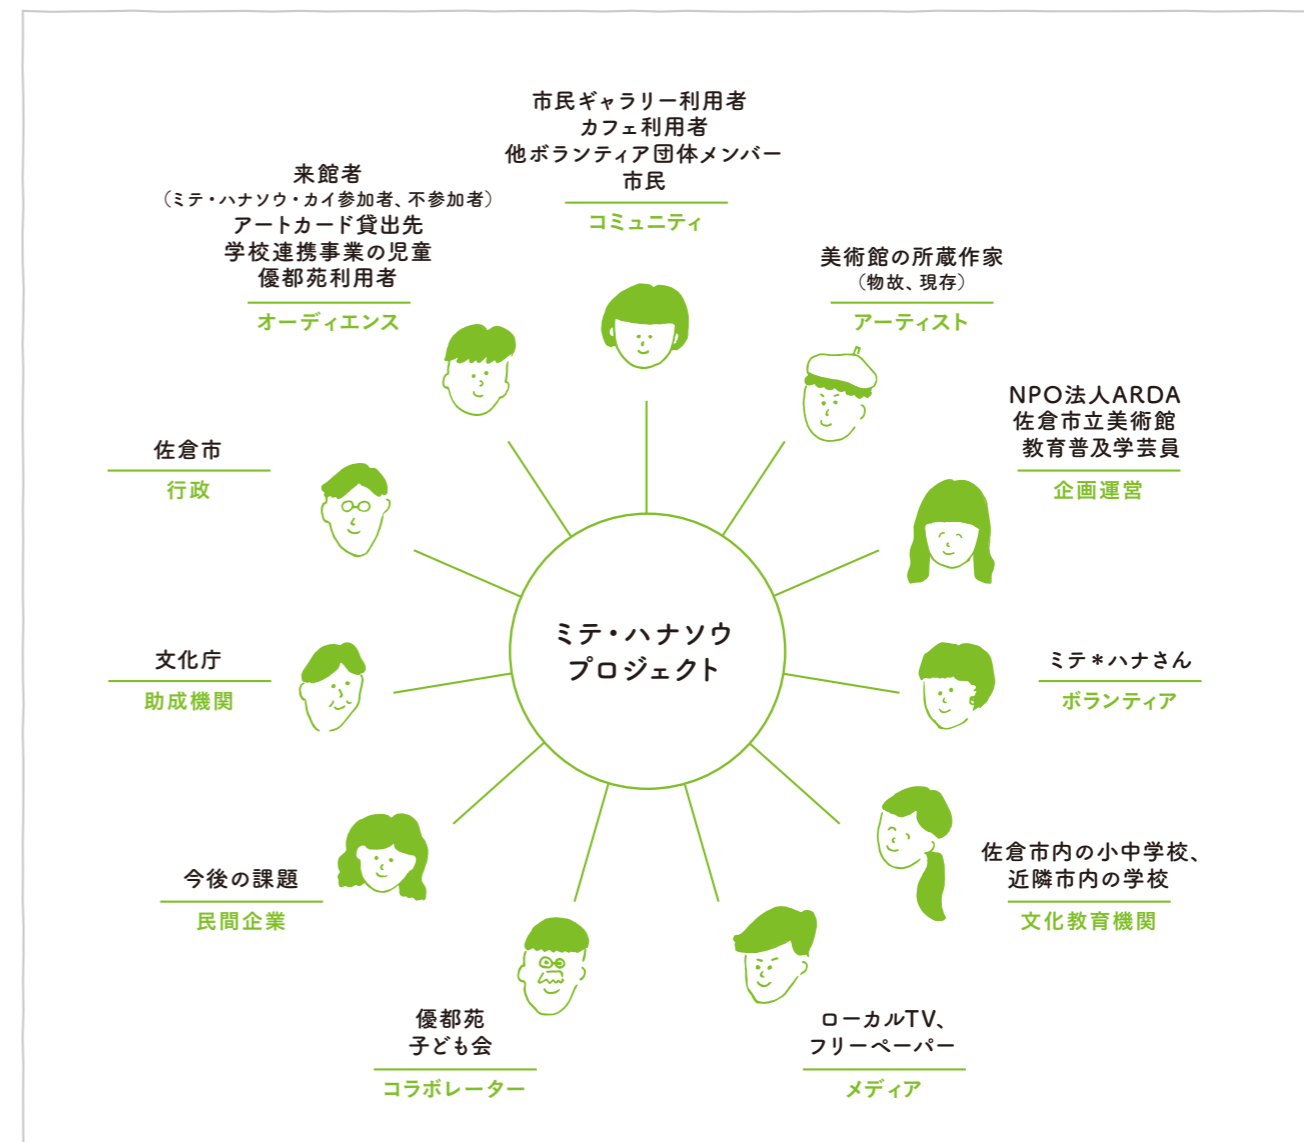 市民ギャラリー利用者
カフェ利用者
他ボランティア団体メンバー
市民
コミュニティ
来館者
（ミテ・ハナソウ・カイ参加者、不参加者）
アートカード貸出先
学校連携事業の児童
優都苑利用者
オーディエンス
美術館の所蔵作家
（物故、現存）
アーティスト
NPO法人ARDA
佐倉市立美術館
教育普及学芸員
企画運営
佐倉市
行政
ミテ・ハナソウ
プロジェクト
文化庁
助成機関
ミテ＊ハナさん
ボランティア
今後の課題
民間企業
佐倉市内の小中学校、
近隣市内の学校
文化教育機関
優都苑
子ども会
コラボレーター
ローカルTV、
フリーペーパー
メディア